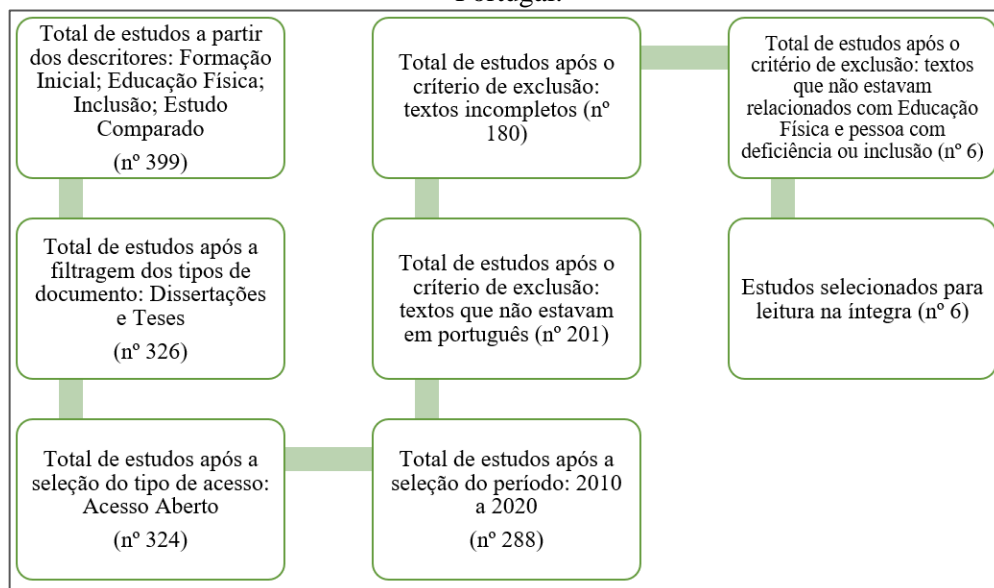 Portugal.
Total de estudos a partir
dos descritores: Formação
Inicial; Educação Física;
Inclusão; Estudo
Comparado
(nº 399)
Total de estudos após a
filtragem dos tipos de
documento: Dissertações
e Teses
(nº 326)
Total de estudos após a
seleção do tipo de acesso:
Acesso Aberto
(nº 324)
Total de estudos após a
seleção do período: 2010
a 2020
(nº 288)
Total de estudos após o
críterio de exclusão:
textos que não estavam
em português (nº 201)
Total de estudos após o
críterio de exclusão:
textos incompletos (nº
180)
Total de estudos após o
critério de exclusão: textos
que não estavam
relacionados com Educação
Física e pessoa com
deficiência ou inclusão (nº 6)
Estudos selecionados para
leitura na íntegra (nº 6)